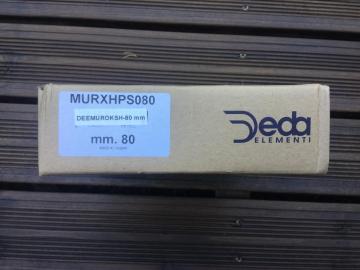 MURXHPS080
DEEMUROKSH-80 mm
mm. 80
Deda
ELEMENTI